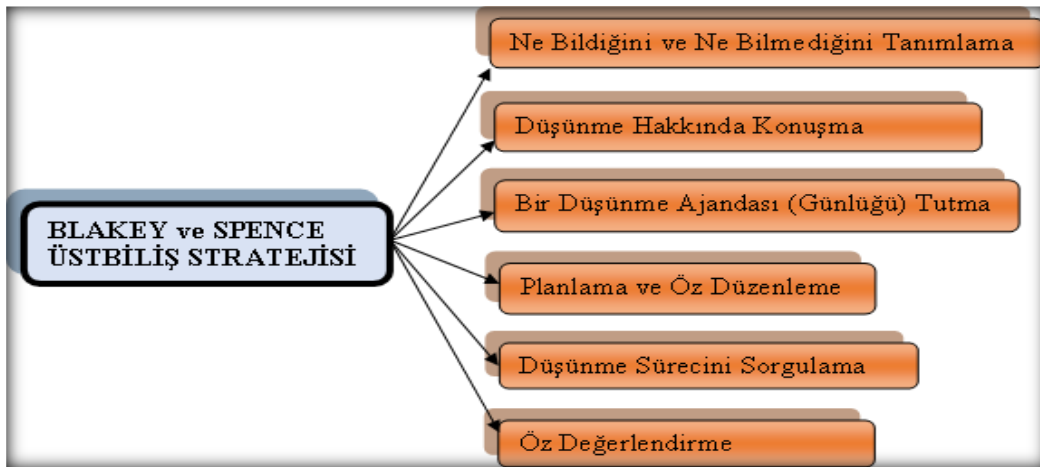 Ne Bildiğini ve Ne Bilmediğini Tanımlama
Düşünme Hakkında Konuşma
Bir Düşünme Ajandası (Günlüğü) Tutma
BLAKEY ve SPENCE
ÜSTBİLİŞ STRATEJİSİ
Planlama ve Öz Düzenleme
Düşünme Sürecini Sorgulama
Öz Değerlendirme